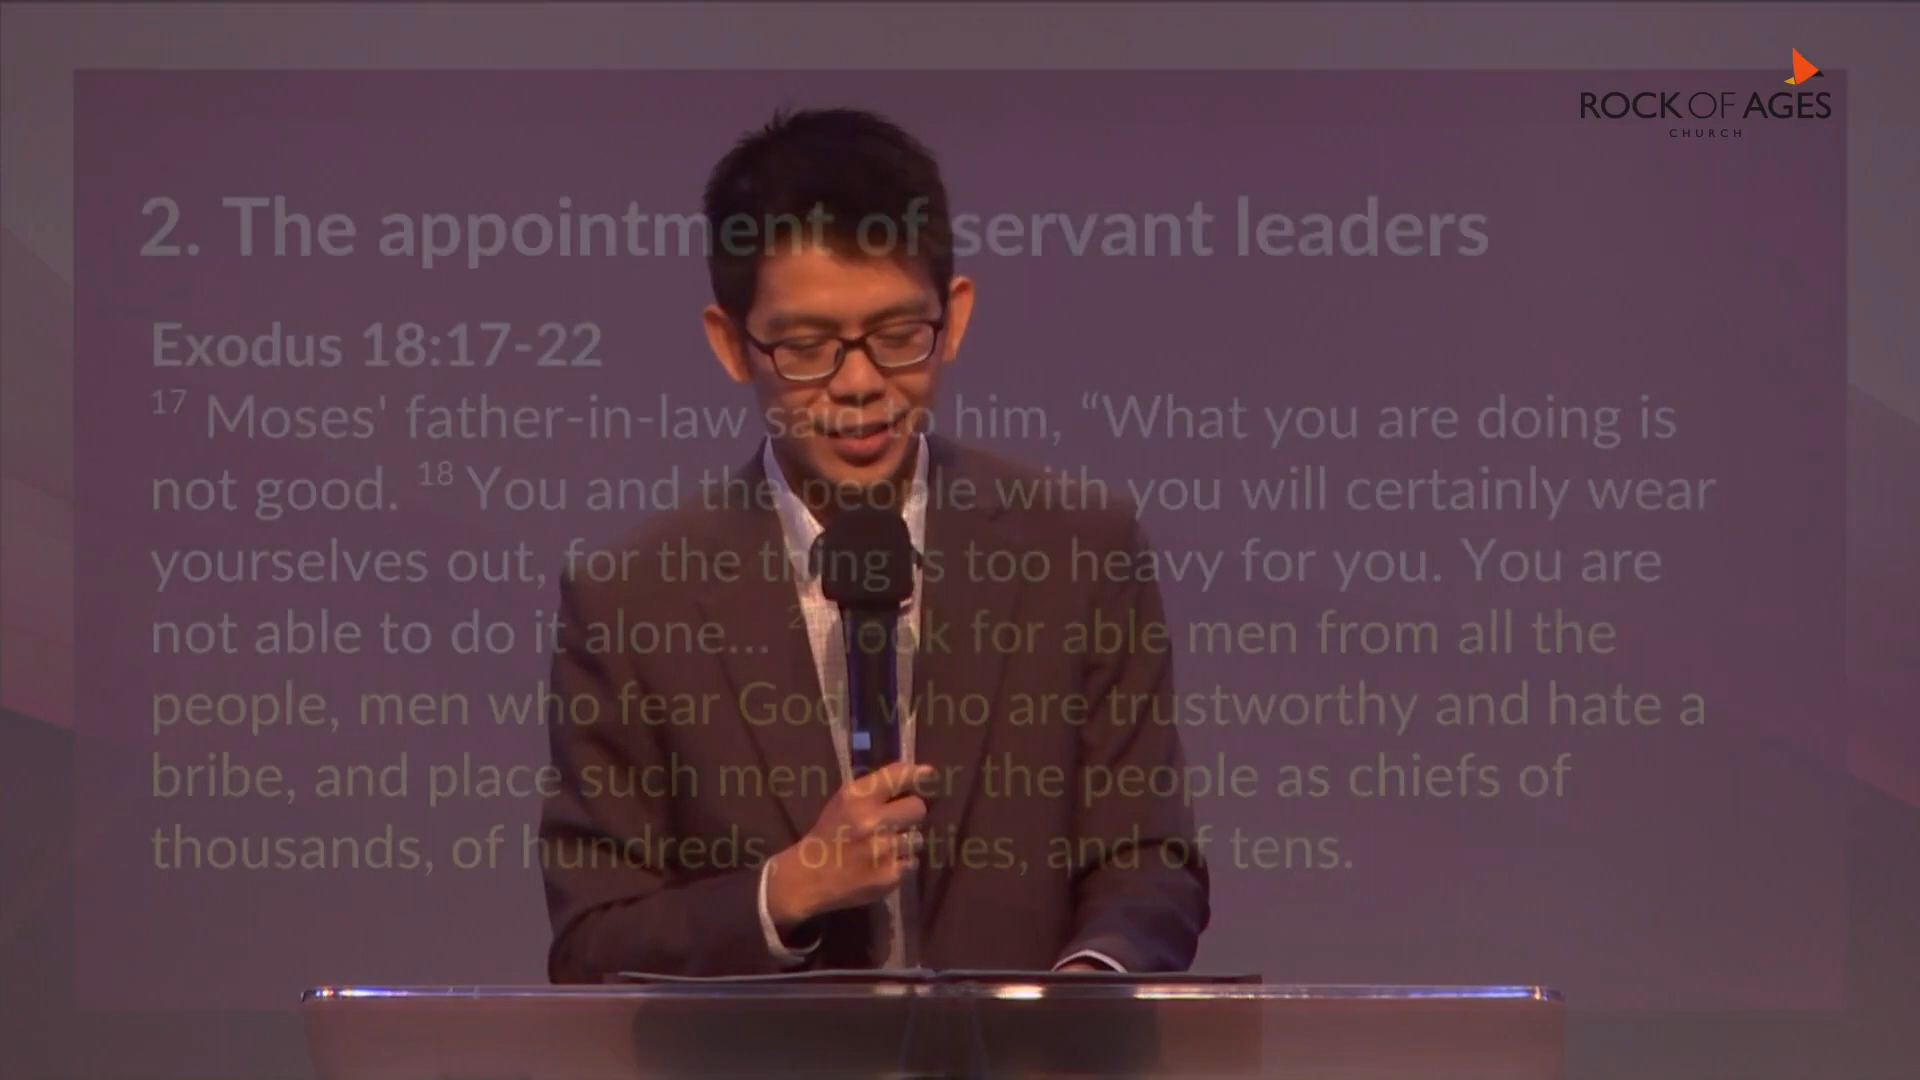 ROCK OF AGES
CHURCH
2. The appointment of servant leaders
Exodus 18:17-22
17 Moses' father-in-law said to him, “What you are doing is
not good. 18 You and the people with you will certainly wear
yourselves out, for the thing is too heavy for you. You are
not able to do it alone... look for able men from all the
people, men who fear God, who are trustworthy and hate a
bribe, and place such men over the people as chiefs of
thousands, of hundreds, of fifties, and of tens.